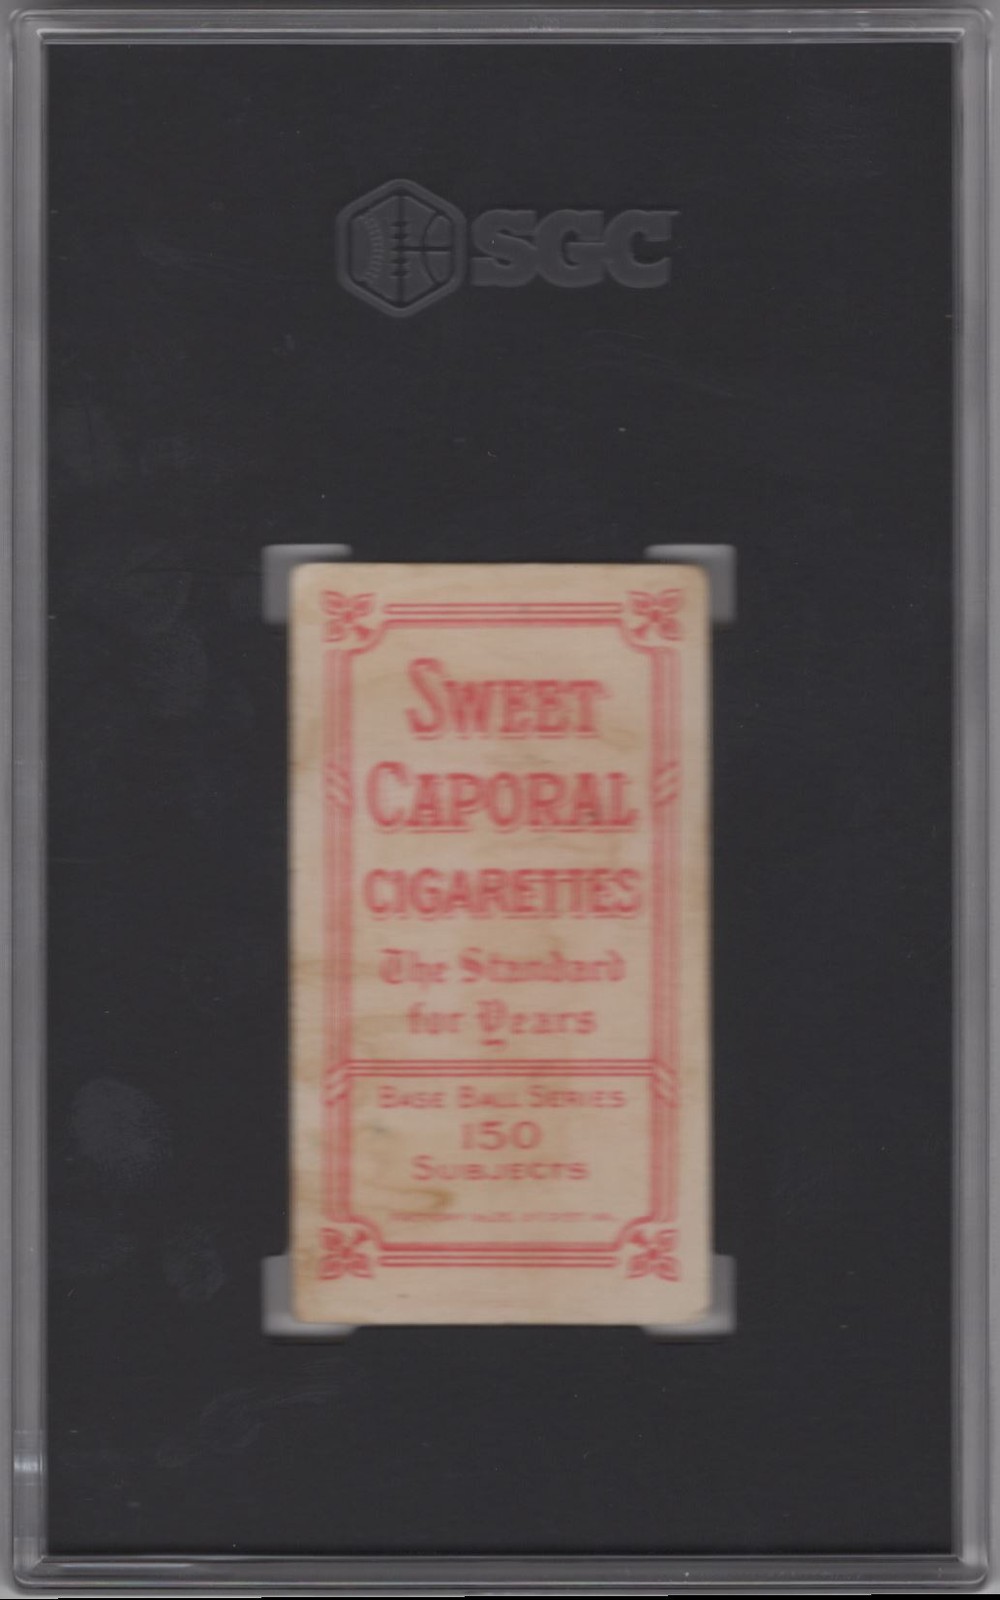 SGC
SWEET
CAPORAL
CIGARETTES
The Standard
for Years
BASE BALL SERIES
150
SUBJECTS